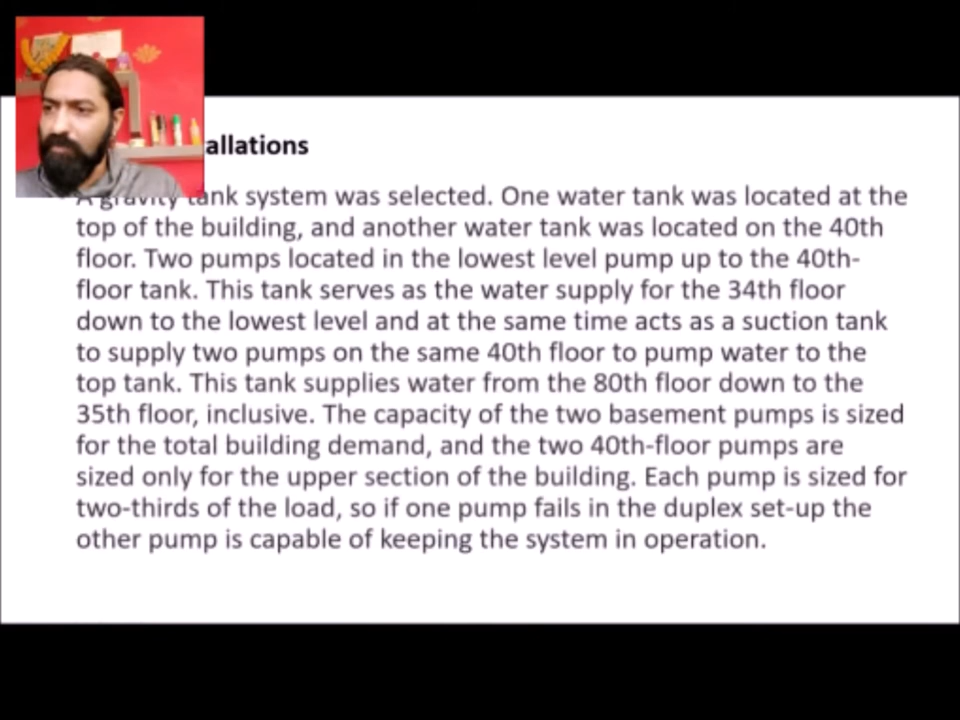 allations
A gravity tank system was selected. One water tank was located at the
top of the building, and another water tank was located on the 40th
floor. Two pumps located in the lowest level pump up to the 40th-
floor tank. This tank serves as the water supply for the 34th floor
down to the lowest level and at the same time acts as a suction tank
to supply two pumps on the same 40th floor to pump water to the
top tank. This tank supplies water from the 80th floor down to the
35th floor, inclusive. The capacity of the two basement pumps is sized
for the total building demand, and the two 40th-floor pumps are
sized only for the upper section of the building. Each pump is sized for
two-thirds of the load, so if one pump fails in the duplex set-up the
other pump is capable of keeping the system in operation.